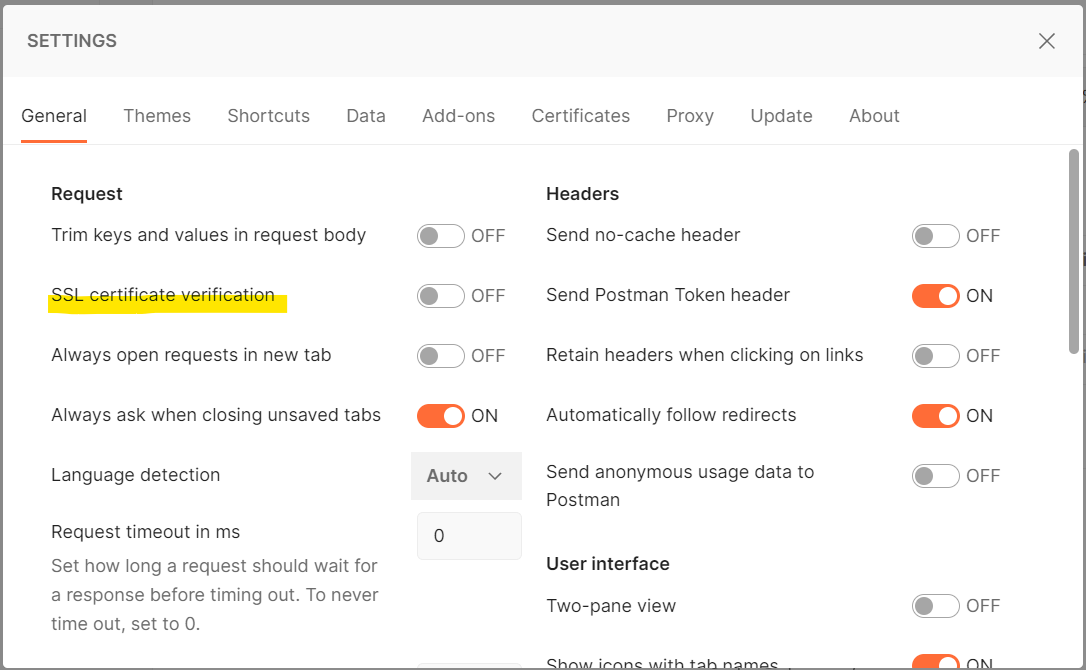 SETTINGS
General Themes Shortcuts Data Add-ons Certificates Proxy Update About
Request
Trim keys and values in request body OFF
SSL certificate verification OFF
Always open requests in new tab OFF
Always ask when closing unsaved tabs ON
Language detection Auto
Request timeout in ms 0
Set how long a request should wait for
a response before timing out. To never
time out, set to 0.
Headers
Send no-cache header OFF
Send Postman Token header ON
Retain headers when clicking on links OFF
Automatically follow redirects ON
Send anonymous usage data to
Postman OFF
User interface
Two-pane view OFF
Show icons with tab names ON